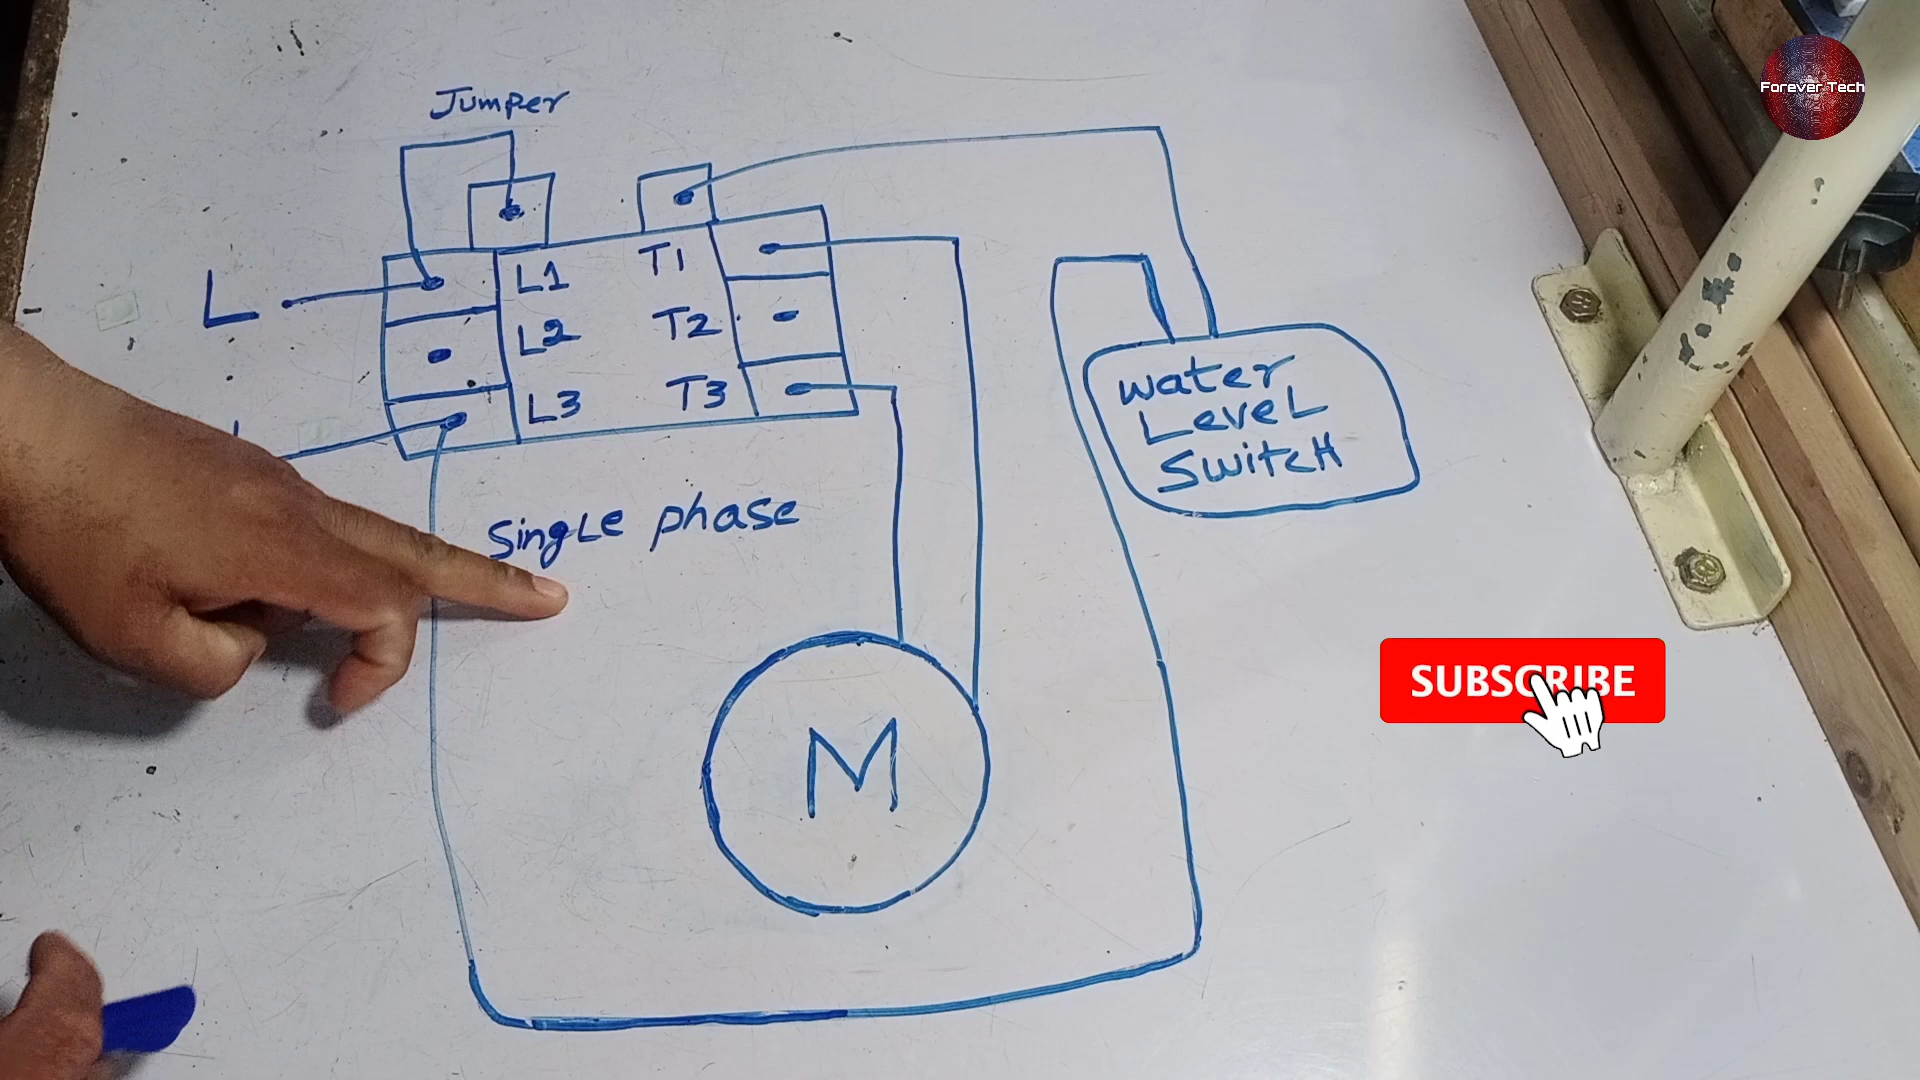 Forever Tech
Jumper
L
L1
T1
L2
T2
L3
T3
Single phase
Water
Level
Switch
M
SUBSCRIBE